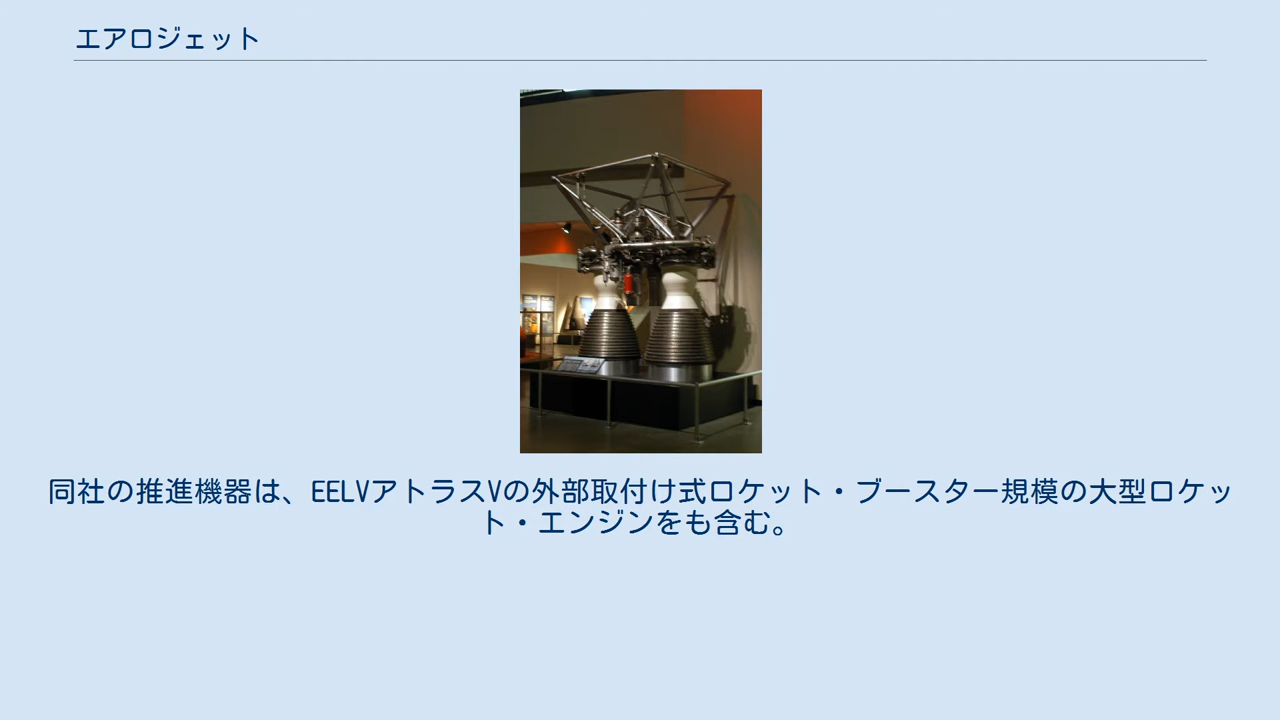 エアロジェット
同社の推進機器は、EELVアトラスVの外部取付け式ロケット・ブースター規模の大型ロケッ
ト・エンジンをも含む。